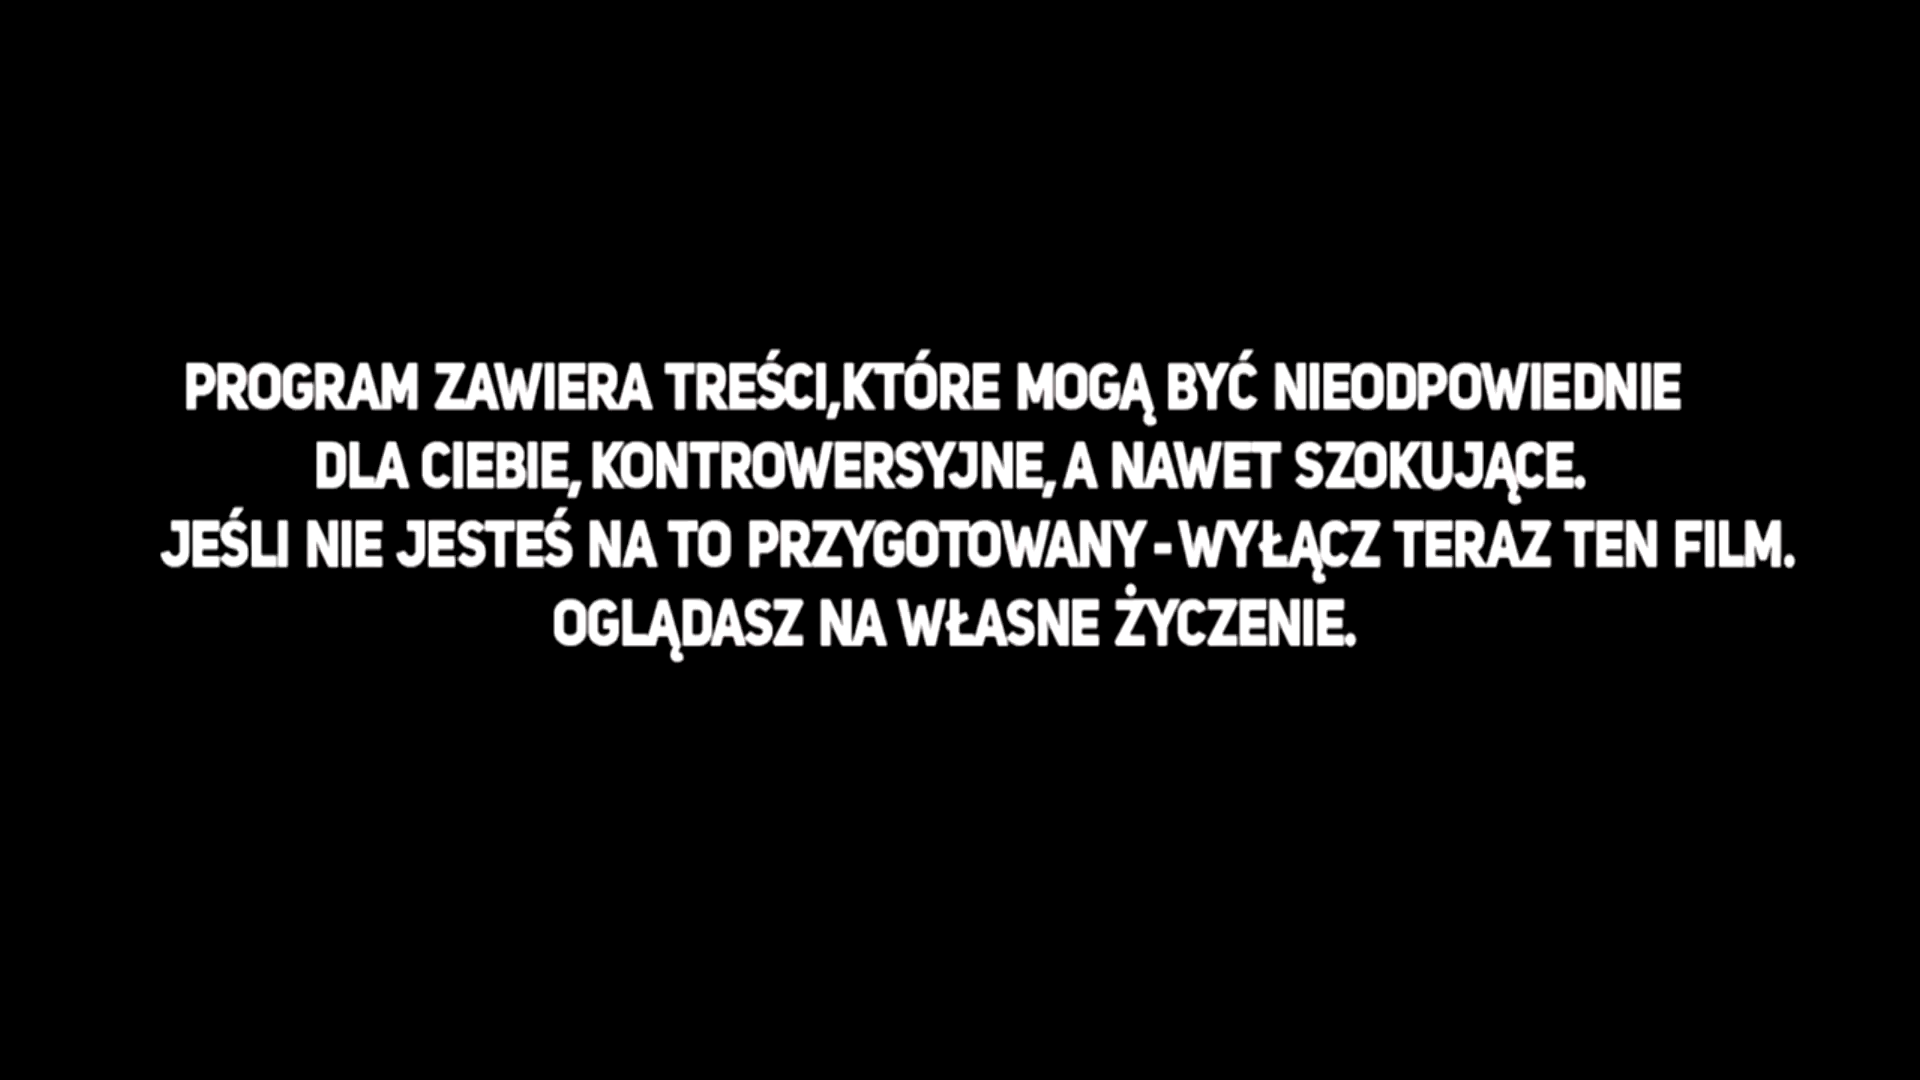 PROGRAM ZAWIERA TREŚCI,KTÓRE MOGĄ BYĆ NIEODPOWIEDNIE
DLA CIEBIE, KONTROWERSYJNE, A NAWET SZOKUJĄCE.
JEŚLI NIE JESTEŚ NA TO PRZYGOTOWANY - WYŁĄCZ TERAZ TEN FILM.
OGLĄDASZ NA WŁASNE ŻYCZENIE.